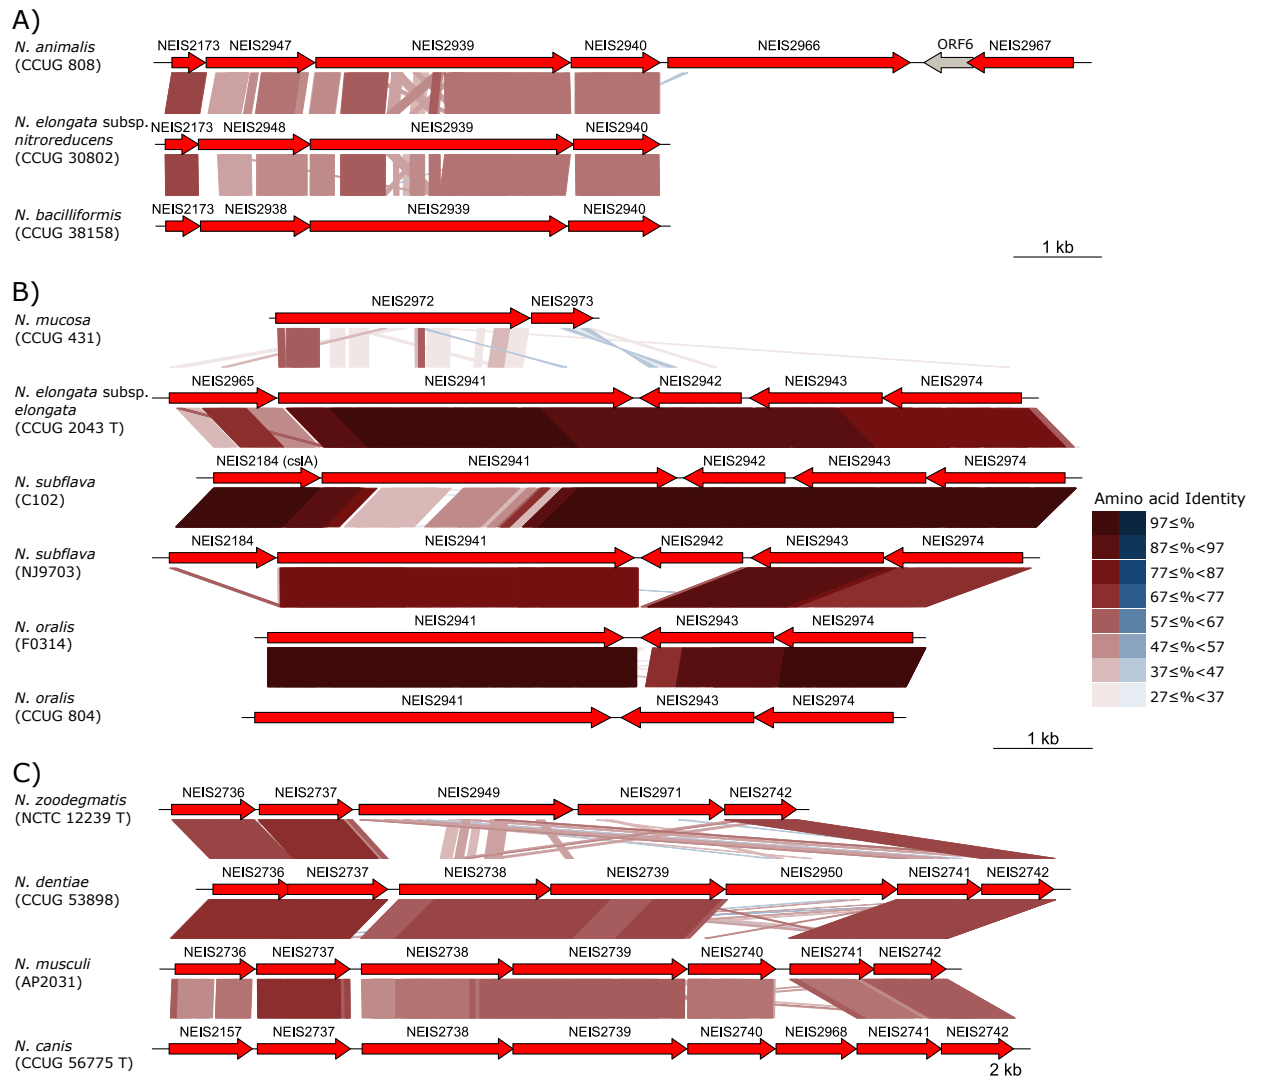 A)
N. animalis
(CCUG 808)
NEIS2173 NEIS2947 NEIS2939 NEIS2940 NEIS2966 ORF6 NEIS2967
N. elongata subsp.
nitroreducens
(CCUG 30802)
NEIS2173 NEIS2948 NEIS2939 NEIS2940
N. bacilliformis
(CCUG 38158)
NEIS2173 NEIS2938 NEIS2939 NEIS2940
1 kb
B)
N. mucosa
(CCUG 431)
NEIS2972 NEIS2973
N. elongata subsp.
elongata
(CCUG 2043 T)
NEIS2965 NEIS2941 NEIS2942 NEIS2943 NEIS2974
N. subflava
(C102)
NEIS2184 (cslA) NEIS2941 NEIS2942 NEIS2943 NEIS2974
N. subflava
(NJ9703)
NEIS2184 NEIS2941 NEIS2942 NEIS2943 NEIS2974
N. oralis
(F0314)
NEIS2941 NEIS2943 NEIS2974
N. oralis
(CCUG 804)
NEIS2941 NEIS2943 NEIS2974
1 kb
Amino acid Identity
97≤%
87≤%<97
77≤%<87
67≤%<77
57≤%<67
47≤%<57
37≤%<47
27≤%<37
C)
N. zoodegmatis
(NCTC 12239 T)
NEIS2736 NEIS2737 NEIS2949 NEIS2971 NEIS2742
N. dentiae
(CCUG 53898)
NEIS2736 NEIS2737 NEIS2738 NEIS2739 NEIS2950 NEIS2741 NEIS2742
N. musculi
(AP2031)
NEIS2736 NEIS2737 NEIS2738 NEIS2739 NEIS2740 NEIS2741 NEIS2742
N. canis
(CCUG 56775 T)
NEIS2157 NEIS2737 NEIS2738 NEIS2739 NEIS2740 NEIS2968 NEIS2741 NEIS2742
2 kb